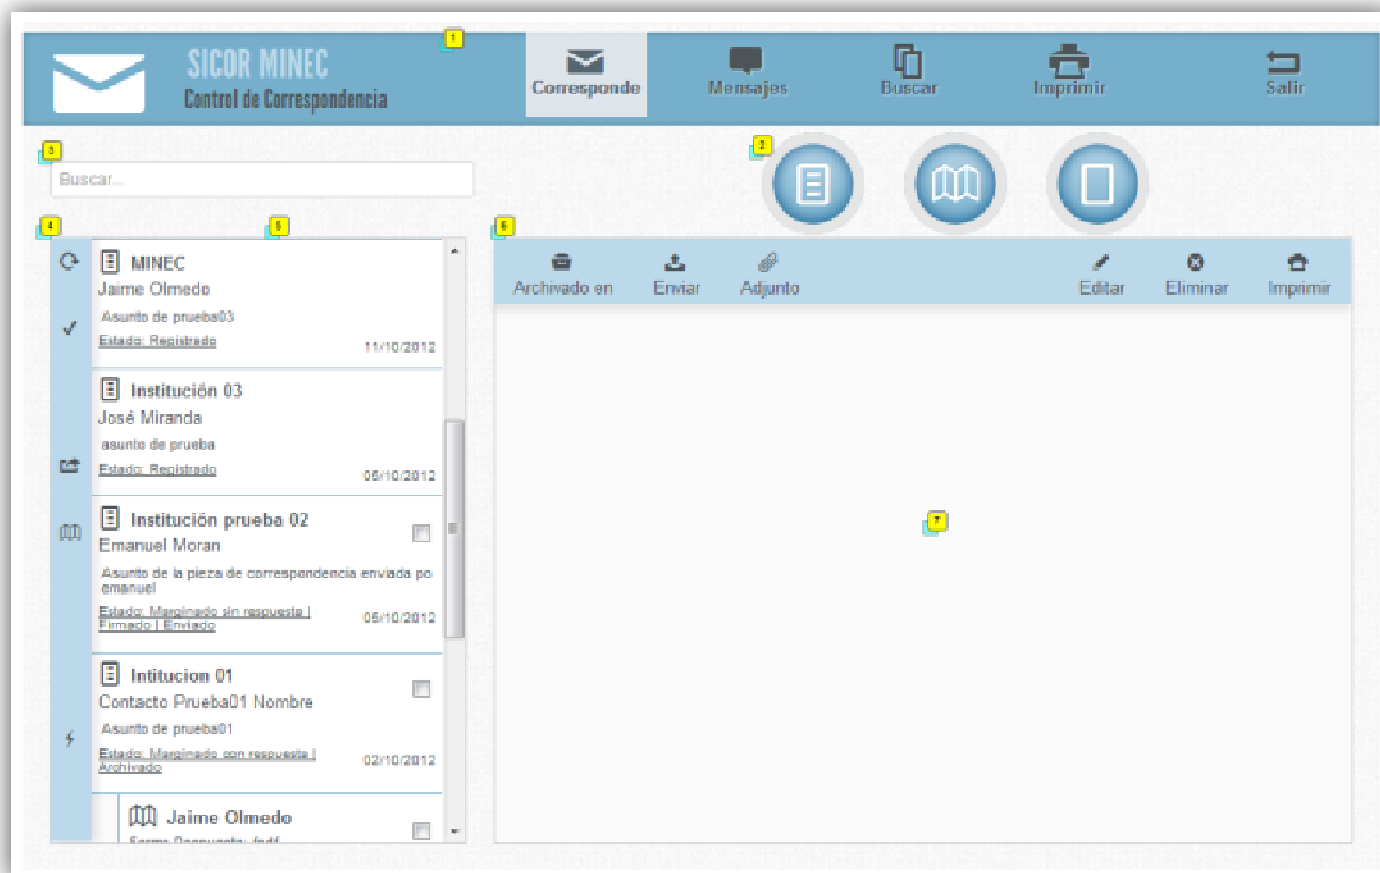 1
SICOR MINEC
Control de Correspondencia
Corresponde
Mensajes
Buscar
Imprimir
Salir
3
Buscar...
2
4
5
6
MINEC
Jaime Olmedo
Asunto de prueba03
Estado: Registrado
11/10/2012
Institución 03
José Miranda
asunto de prueba
Estado: Registrado
05/10/2012
Institución prueba 02
Emanuel Moran
Asunto de la pieza de correspondencia enviada po
emanuel
Estado: Marginado sin respuesta |
Firmado | Enviado
05/10/2012
Intitucion 01
Contacto Prueba01 Nombre
Asunto de prueba01
Estado: Marginado con respuesta |
Archivado
02/10/2012
Jaime Olmedo
Archivado en
Enviar
Adjunto
Editar
Eliminar
Imprimir
7